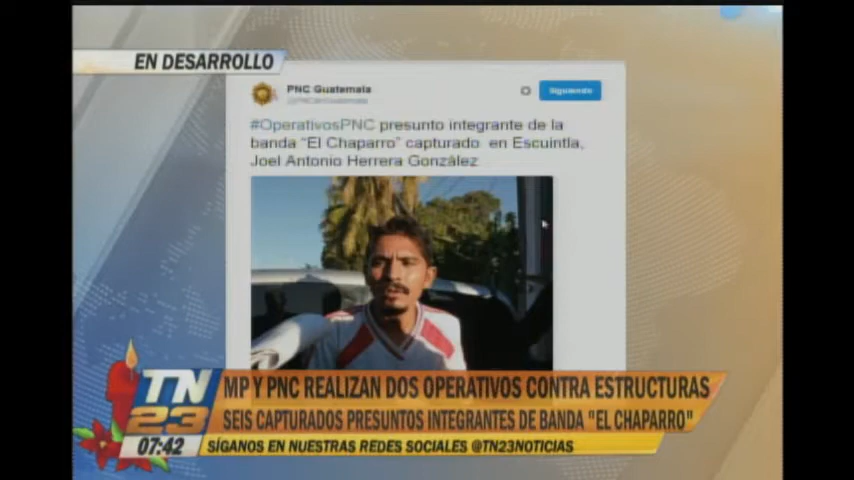 EN DESARROLLO
PNC Guatemala
Siguiendo
#OperativosPNC presunto integrante de la
banda "El Chaparro" capturado en Escuintla,
Joel Antonio Herrera Gonzàlez
TN
23
07:42
MP Y PNC REALIZAN DOS OPERATIVOS CONTRA ESTRUCTURAS
SEIS CAPTURADOS PRESUNTOS INTEGRANTES DE BANDA "EL CHAPARRO"
SÍGANOS EN NUESTRAS REDES SOCIALES @TN23NOTICIAS